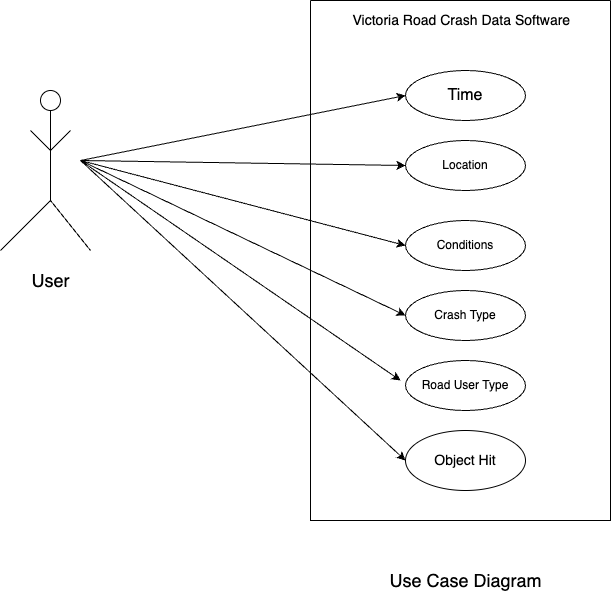 Victoria Road Crash Data Software
Time
Location
Conditions
Crash Type
Road User Type
Object Hit
User
Use Case Diagram